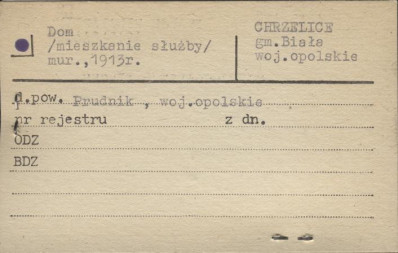 Dom
/mieszkanie służby/
mur.,1913r.
CHRZELICE
gm.Biała
woj.opolskie
d.pow. Prudnik , woj.opolskie
nr rejestru z dn.
ODZ
BDZ